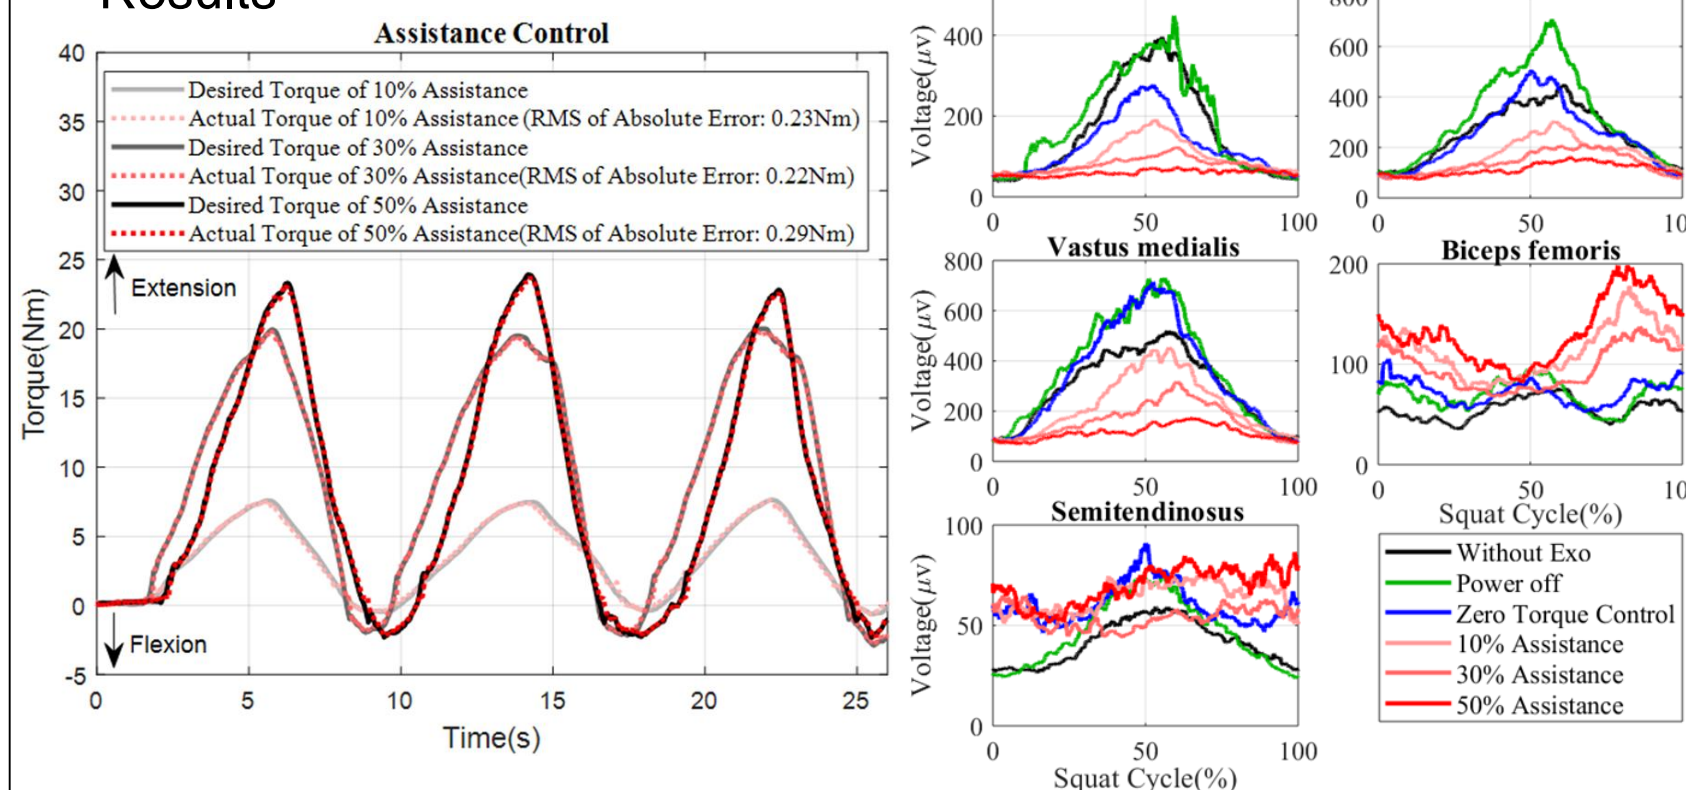 Results
Assistance Control
40
35
30
25
20
15
10
5
0
-5
Torque(Nm)
Desired Torque of 10% Assistance
Actual Torque of 10% Assistance (RMS of Absolute Error: 0.23Nm)
Desired Torque of 30% Assistance
Actual Torque of 30% Assistance(RMS of Absolute Error: 0.22Nm)
Desired Torque of 50% Assistance
Actual Torque of 50% Assistance(RMS of Absolute Error: 0.29Nm)
Extension
Flexion
0 5 10 15 20 25
Time(s)
400
200
0
Voltage(μv)
0 50 100
800
600
400
200
0
0 50 10
Vastus medialis
800
600
400
200
0
Voltage(μv)
0 50 100
Biceps femoris
200
100
0
0 50 10
Squat Cycle(%)
Semitendinosus
100
50
0
Voltage(μv)
0 50 100
Squat Cycle(%)
Without Exo
Power off
Zero Torque Control
10% Assistance
30% Assistance
50% Assistance